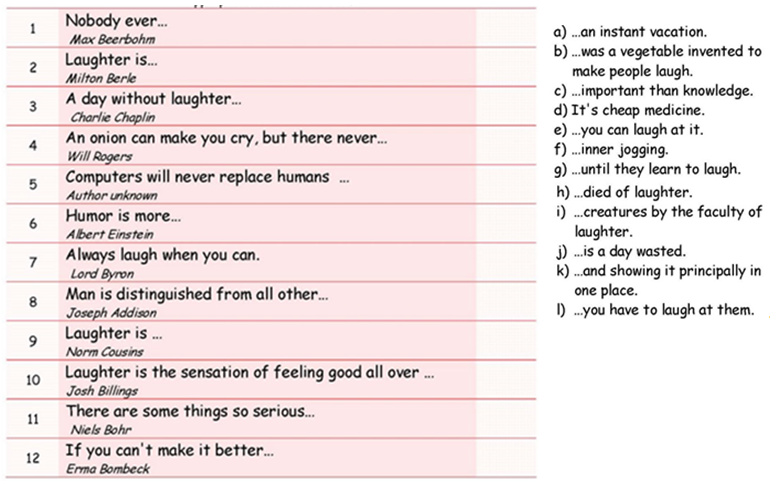 1
Nobody ever...
Max Beerbohm
2
Laughter is...
Milton Berle
3
A day without laughter...
Charlie Chaplin
4
An onion can make you cry, but there never...
Will Rogers
5
Computers will never replace humans ...
Author unknown
6
Humor is more...
Albert Einstein
7
Always laugh when you can.
Lord Byron
8
Man is distinguished from all other...
Joseph Addison
9
Laughter is ...
Norm Cousins
10
Laughter is the sensation of feeling good all over ...
Josh Billings
11
There are some things so serious...
Niels Bohr
12
If you can't make it better...
Erma Bombeck
a) ...an instant vacation.
b) ...was a vegetable invented to
make people laugh.
c) ...important than knowledge.
d) It's cheap medicine.
e) ...you can laugh at it.
f) ...inner jogging.
g) ...until they learn to laugh.
h) ...died of laughter.
i) ...creatures by the faculty of
laughter.
j) ...is a day wasted.
k) ...and showing it principally in
one place.
l) ...you have to laugh at them.